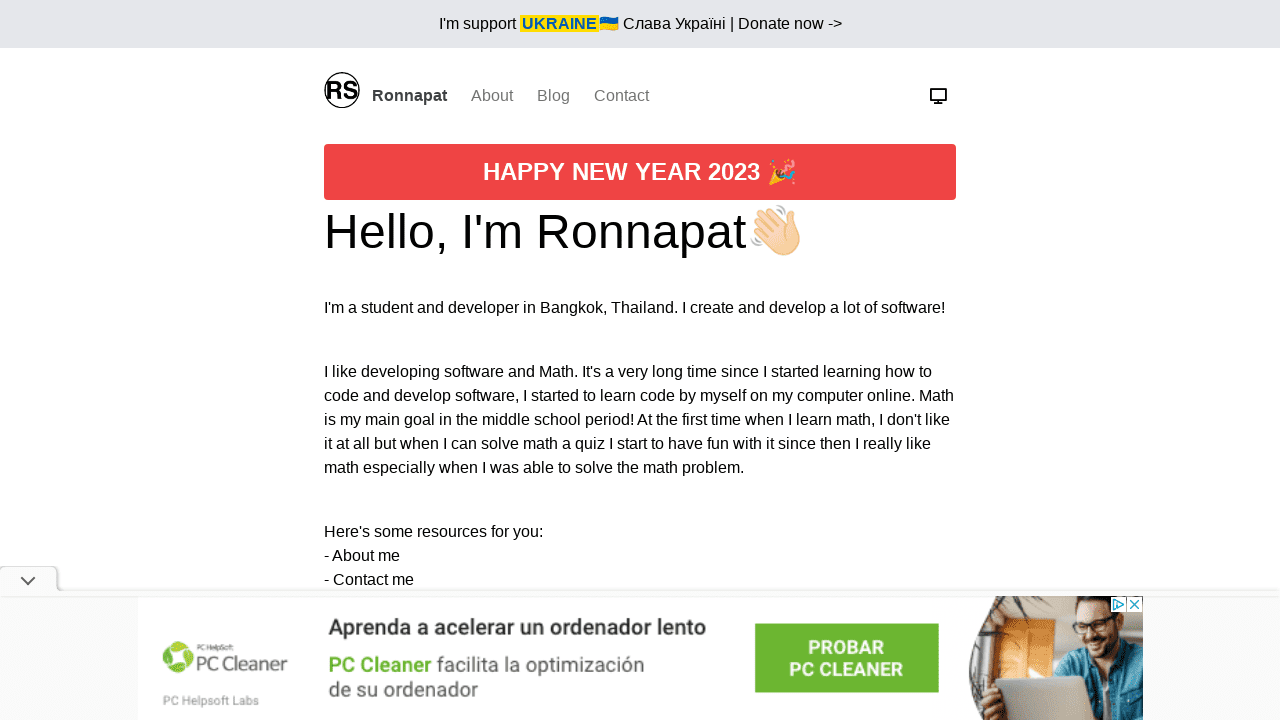 I'm support UKRAINE🇺🇦 Слава Україні | Donate now ->
RS Ronnapat About Blog Contact
HAPPY NEW YEAR 2023 🎉
Hello, I'm Ronnapat👋🏻
I'm a student and developer in Bangkok, Thailand. I create and develop a lot of software!
I like developing software and Math. It's a very long time since I started learning how to
code and develop software, I started to learn code by myself on my computer online. Math
is my main goal in the middle school period! At the first time when I learn math, I don't like
it at all but when I can solve math a quiz I start to have fun with it since then I really like
math especially when I was able to solve the math problem.
Here's some resources for you:
- About me
- Contact me
PC HelpSoft
PC Cleaner
PC Helpsoft Labs
Aprenda a acelerar un ordenador lento
PC Cleaner facilita la optimización
de su ordenador
PROBAR
PC CLEANER